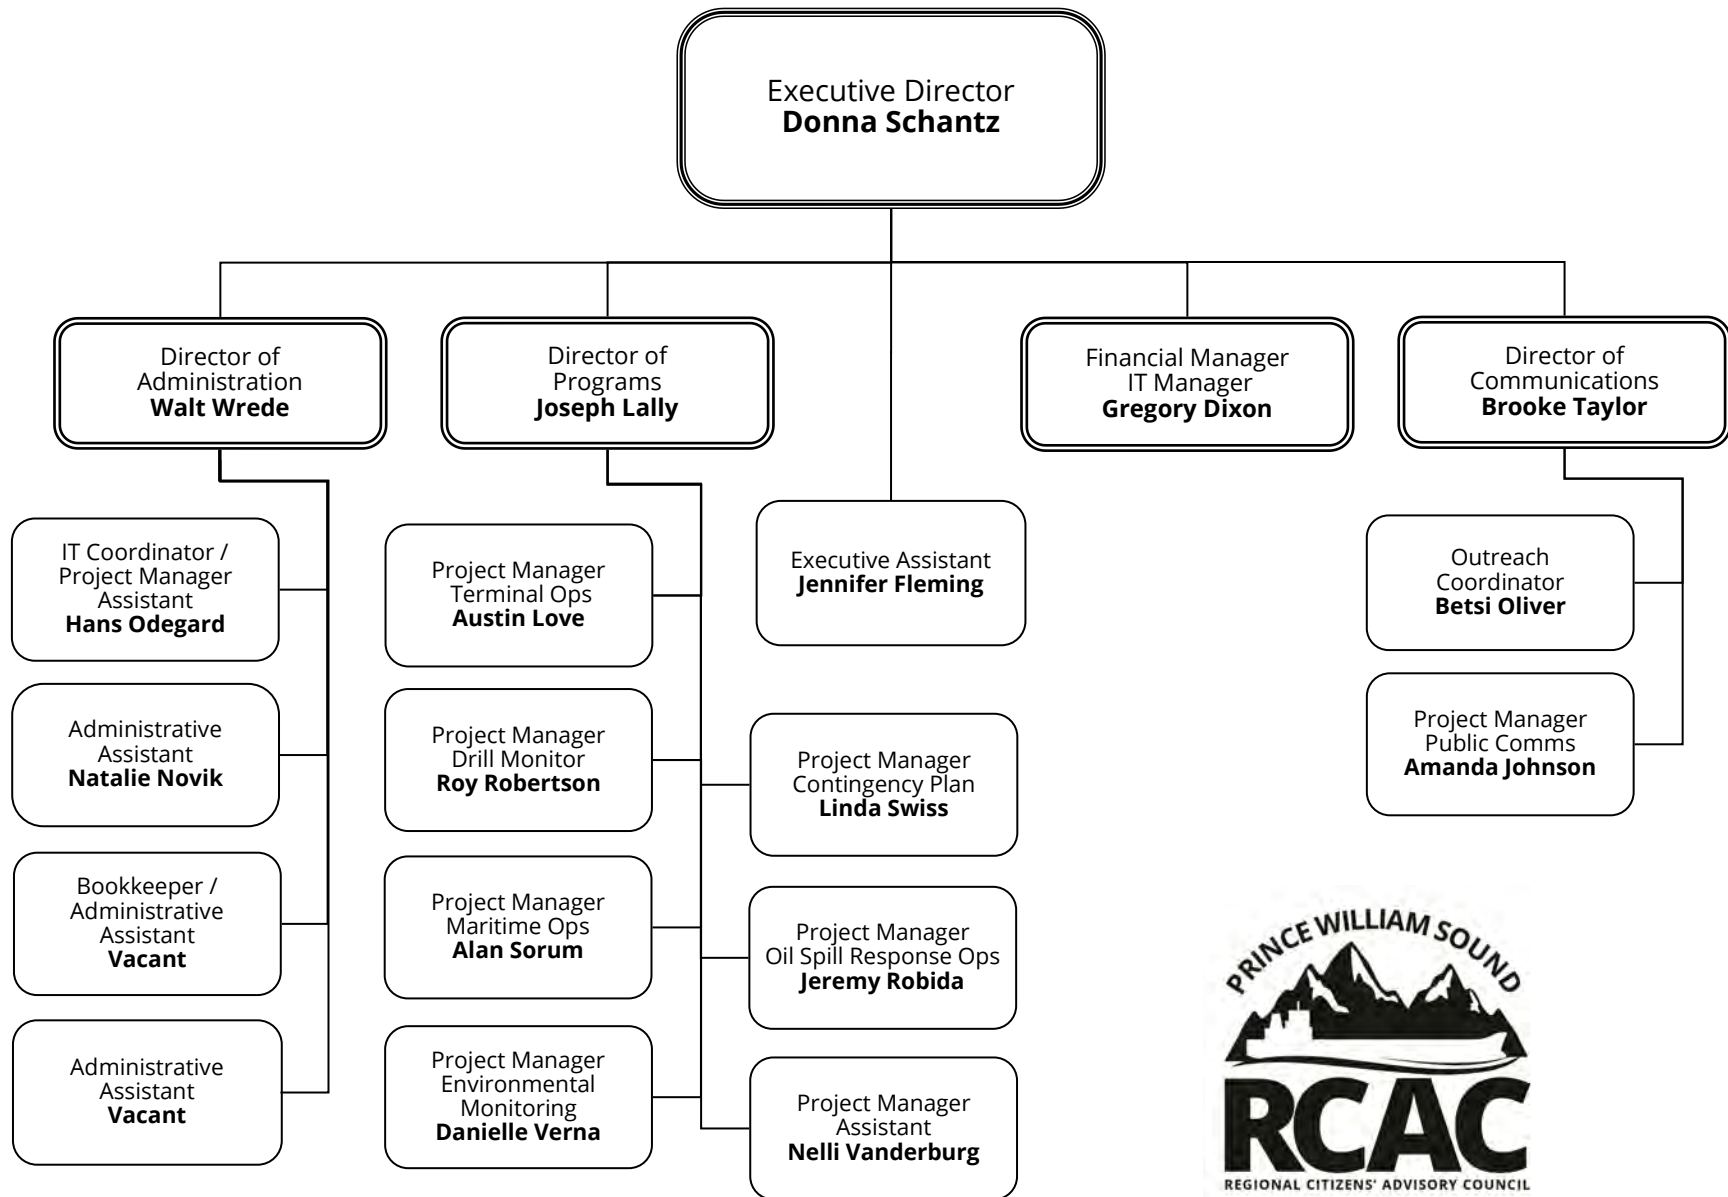 Executive Director
Donna Schantz
Director of
Administration
Walt Wrede
Director of
Programs
Joseph Lally
Financial Manager
IT Manager
Gregory Dixon
Director of
Communications
Brooke Taylor
IT Coordinator /
Project Manager
Assistant
Hans Odegard
Administrative
Assistant
Natalie Novik
Bookkeeper /
Administrative
Assistant
Vacant
Administrative
Assistant
Vacant
Project Manager
Terminal Ops
Austin Love
Project Manager
Drill Monitor
Roy Robertson
Project Manager
Maritime Ops
Alan Sorum
Project Manager
Environmental
Monitoring
Danielle Verna
Executive Assistant
Jennifer Fleming
Project Manager
Contingency Plan
Linda Swiss
Project Manager
Oil Spill Response Ops
Jeremy Robida
Project Manager
Assistant
Nelli Vanderburg
Outreach
Coordinator
Betsi Oliver
Project Manager
Public Comms
Amanda Johnson
PRINCE WILLIAM SOUND
RCAC
REGIONAL CITIZENS' ADVISORY COUNCIL